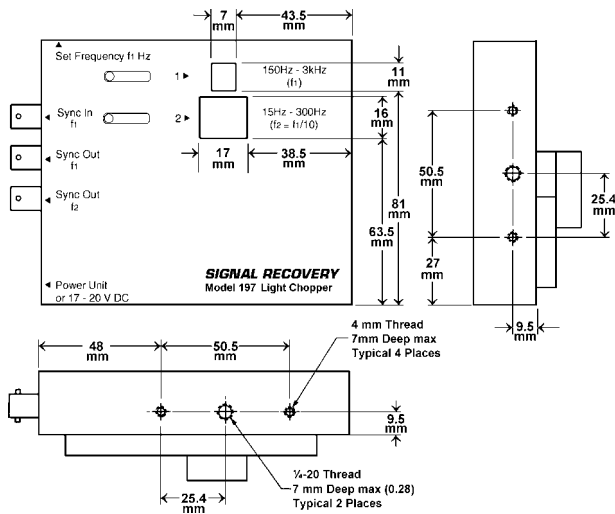 7
mm
43.5
mm
Set Frequency f1 Hz
1
150Hz - 3kHz
(f1)
11
mm
Sync In
f1
2
15Hz - 300Hz
(f2 = f1/10)
16
mm
Sync Out
f1
17
mm
38.5
mm
Sync Out
f2
81
mm
63.5
mm
50.5
mm
25.4
mm
27
mm
9.5
mm
Power Unit
or 17 - 20 V DC
SIGNAL RECOVERY
Model 197 Light Chopper
48
mm
50.5
mm
4 mm Thread
7mm Deep max
Typical 4 Places
9.5
mm
¼-20 Thread
7 mm Deep max (0.28)
Typical 2 Places
25.4
mm